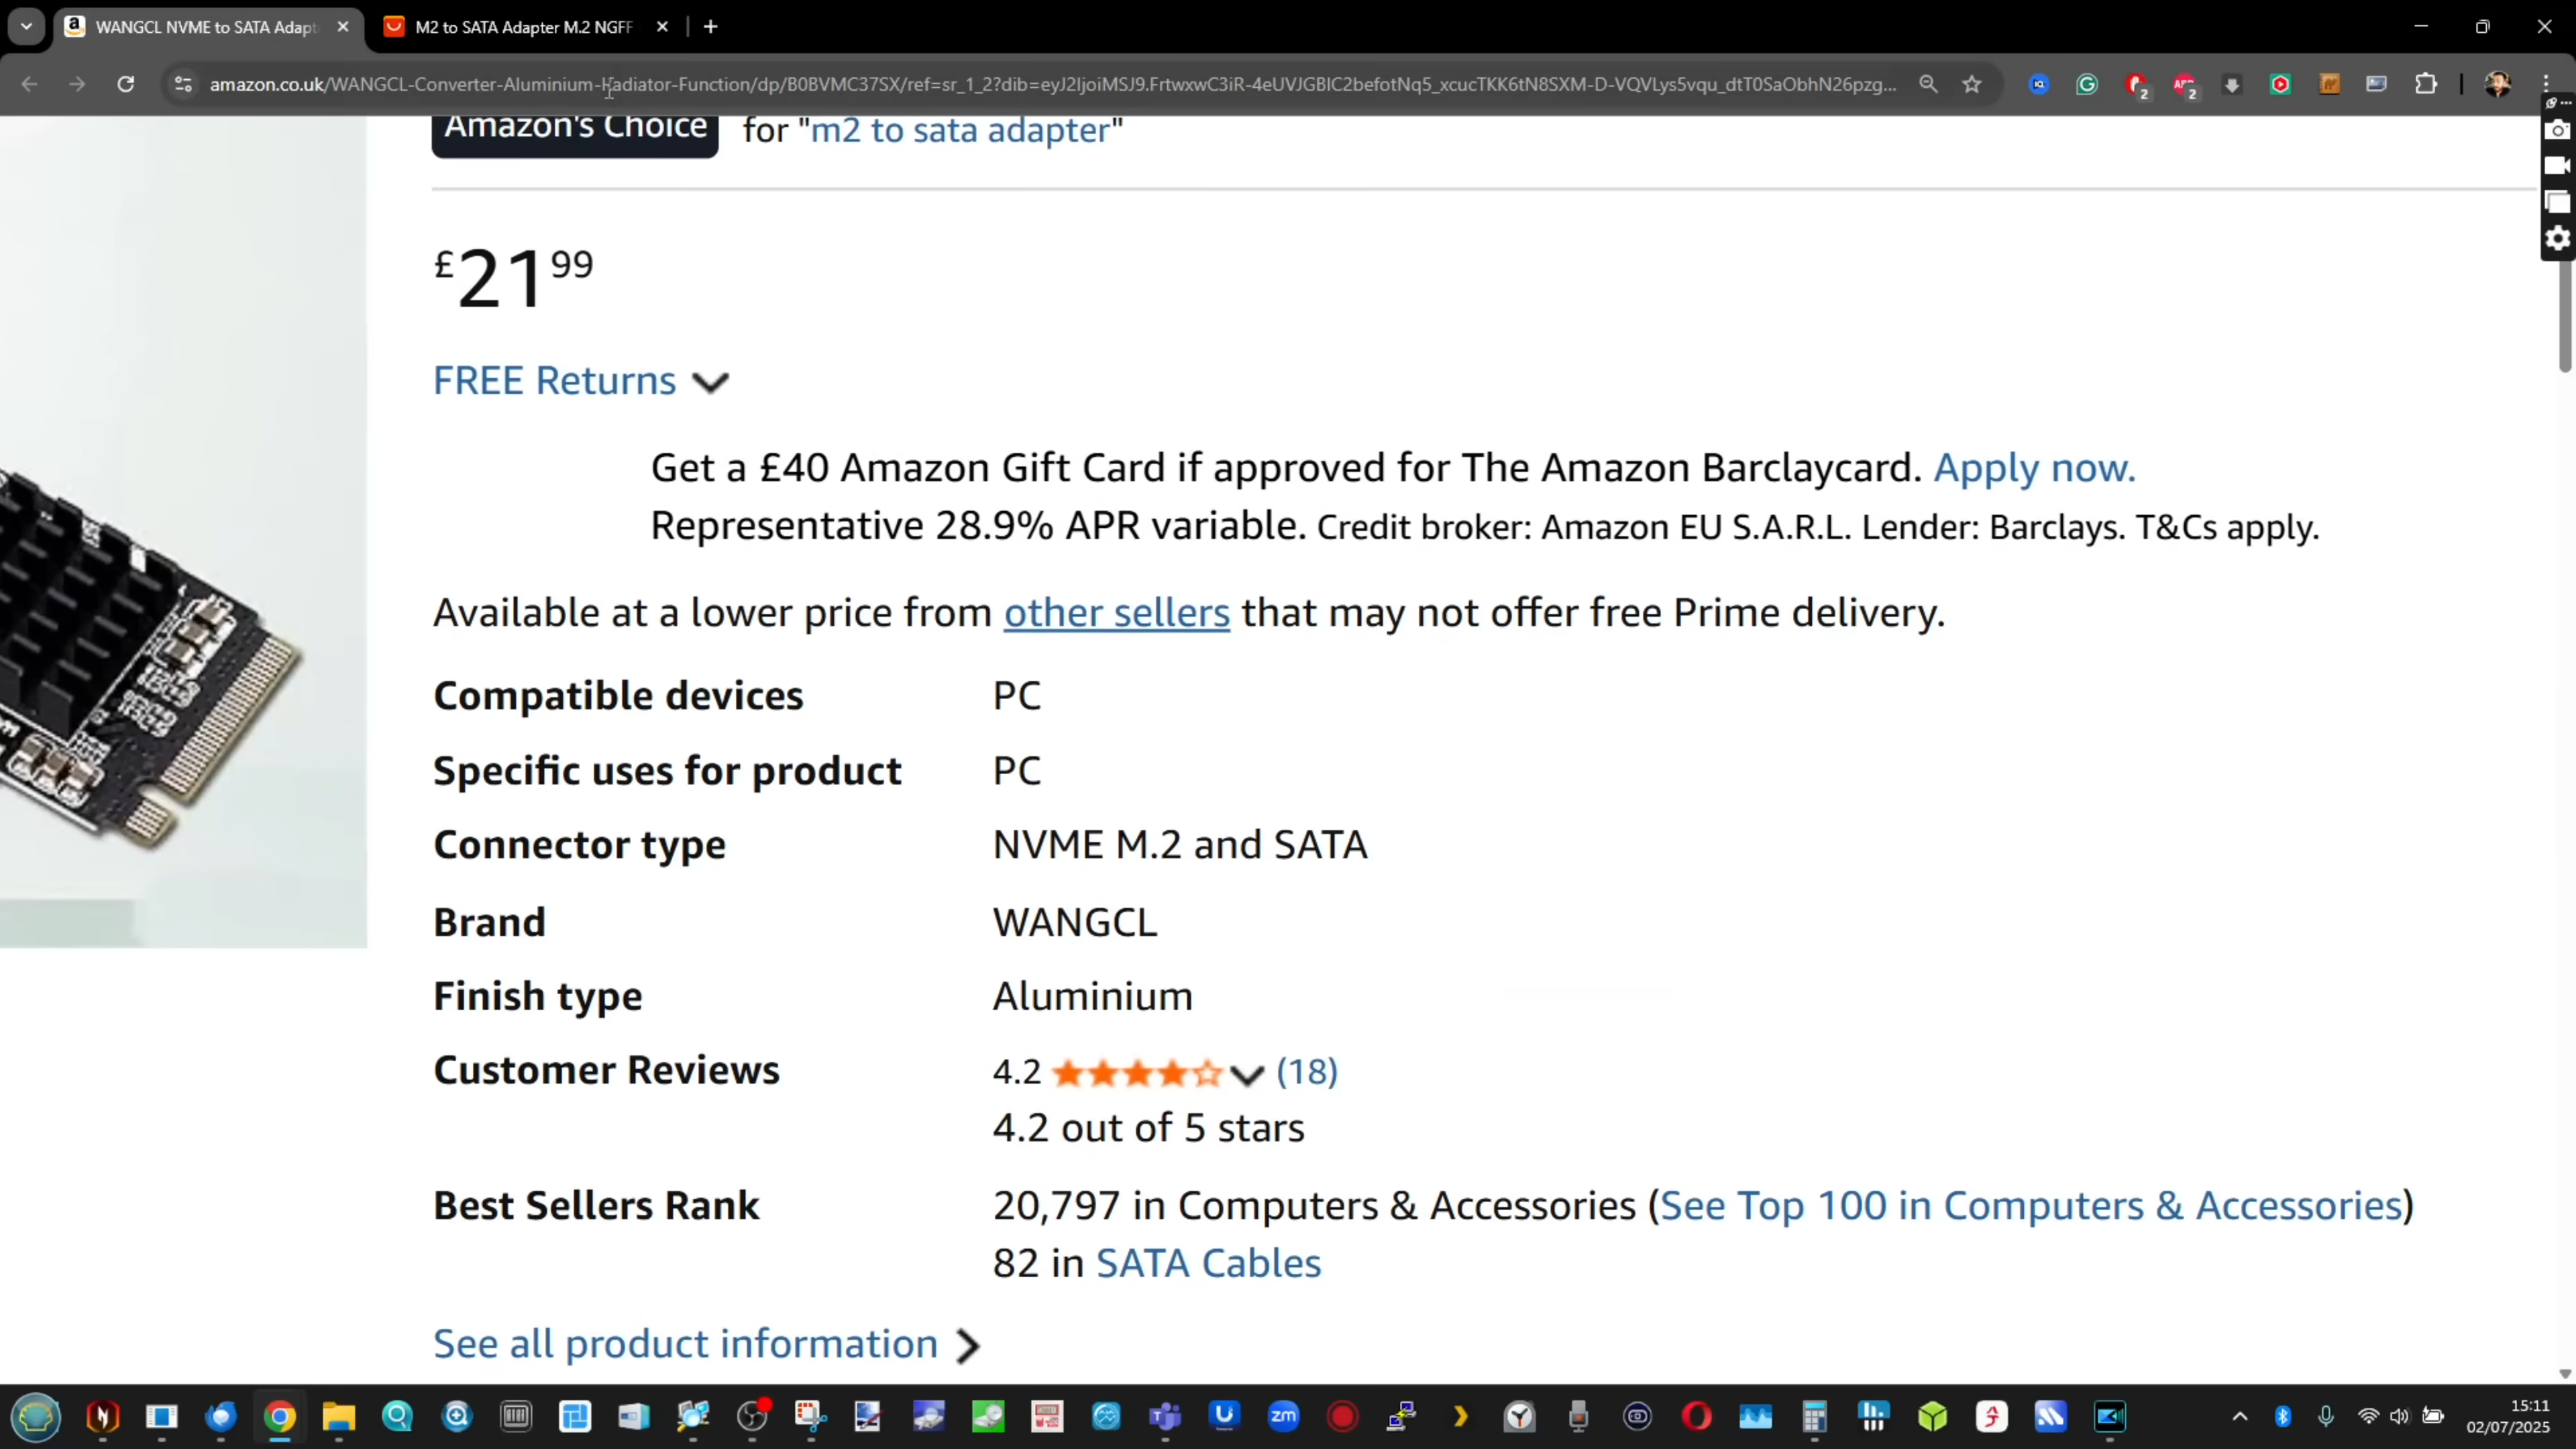 WANGCL NVME to SATA Adapt
M2 to SATA Adapter M.2 NGFF
amazon.co.uk/WANGCL-Converter-Aluminium-Radiator-Function/dp/B0BVMC37SX/ref=sr_1_2?dib=eyJ2IjoiMSJ9.FrtwxwC3iR-4eUVJGBIC2befotNq5_xcucTKK6tN8SXM-D-VQVLys5vqu_dtT0SaObhN26pzg...
Amazon's Choice for "m2 to sata adapter"
£21.99
FREE Returns
Get a £40 Amazon Gift Card if approved for The Amazon Barclaycard. Apply now.
Representative 28.9% APR variable. Credit broker: Amazon EU S.A.R.L. Lender: Barclays. T&Cs apply.
Available at a lower price from other sellers that may not offer free Prime delivery.
Compatible devices PC
Specific uses for product PC
Connector type NVME M.2 and SATA
Brand WANGCL
Finish type Aluminium
Customer Reviews 4.2 (18)
4.2 out of 5 stars
Best Sellers Rank 20,797 in Computers & Accessories (See Top 100 in Computers & Accessories)
82 in SATA Cables
See all product information
15:11
02/07/2025